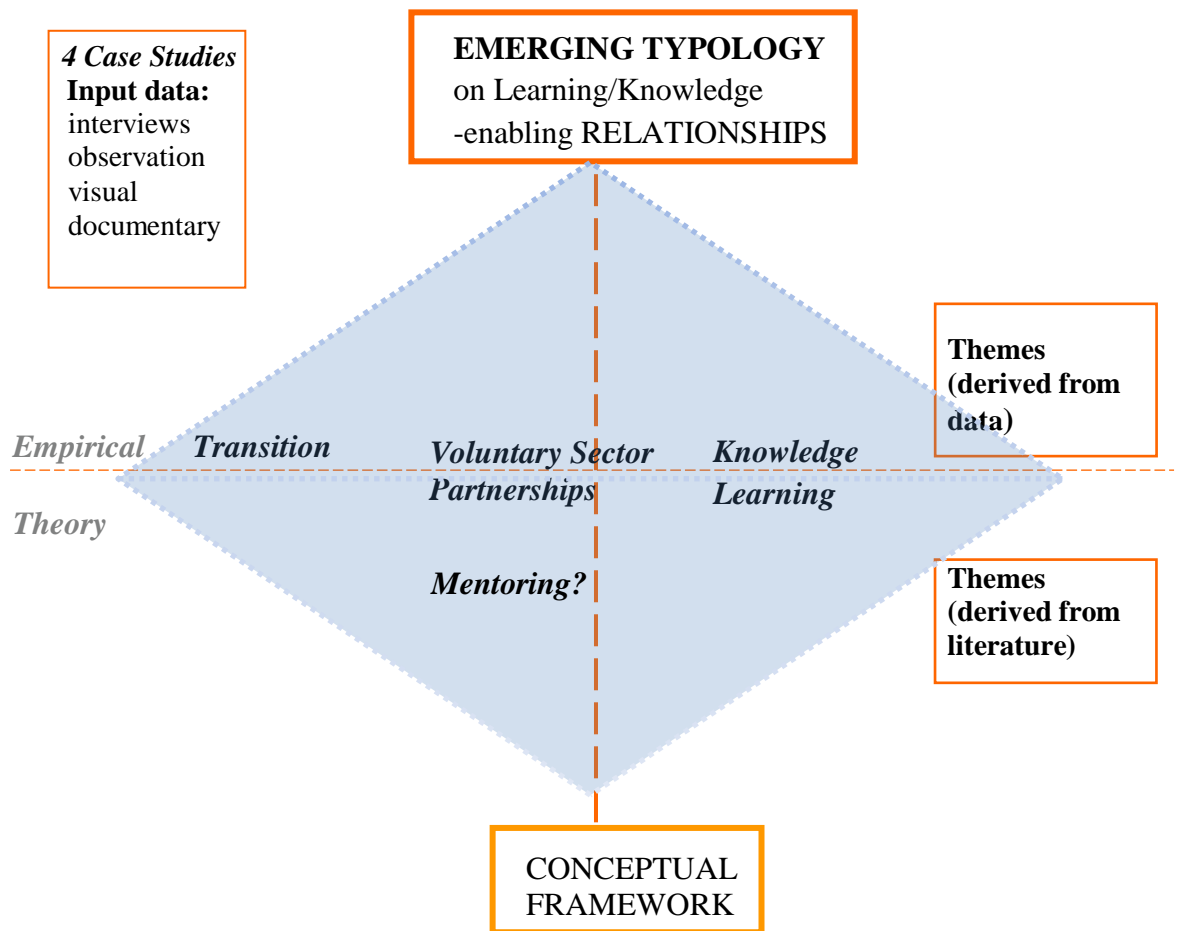 4 Case Studies
Input data:
interviews
observation
visual
documentary
EMERGING TYPOLOGY
on Learning/Knowledge
-enabling RELATIONSHIPS
Themes
(derived from
data)
Empirical
Transition
Voluntary Sector
Partnerships
Knowledge
Learning
Theory
Mentoring?
Themes
(derived from
literature)
CONCEPTUAL
FRAMEWORK